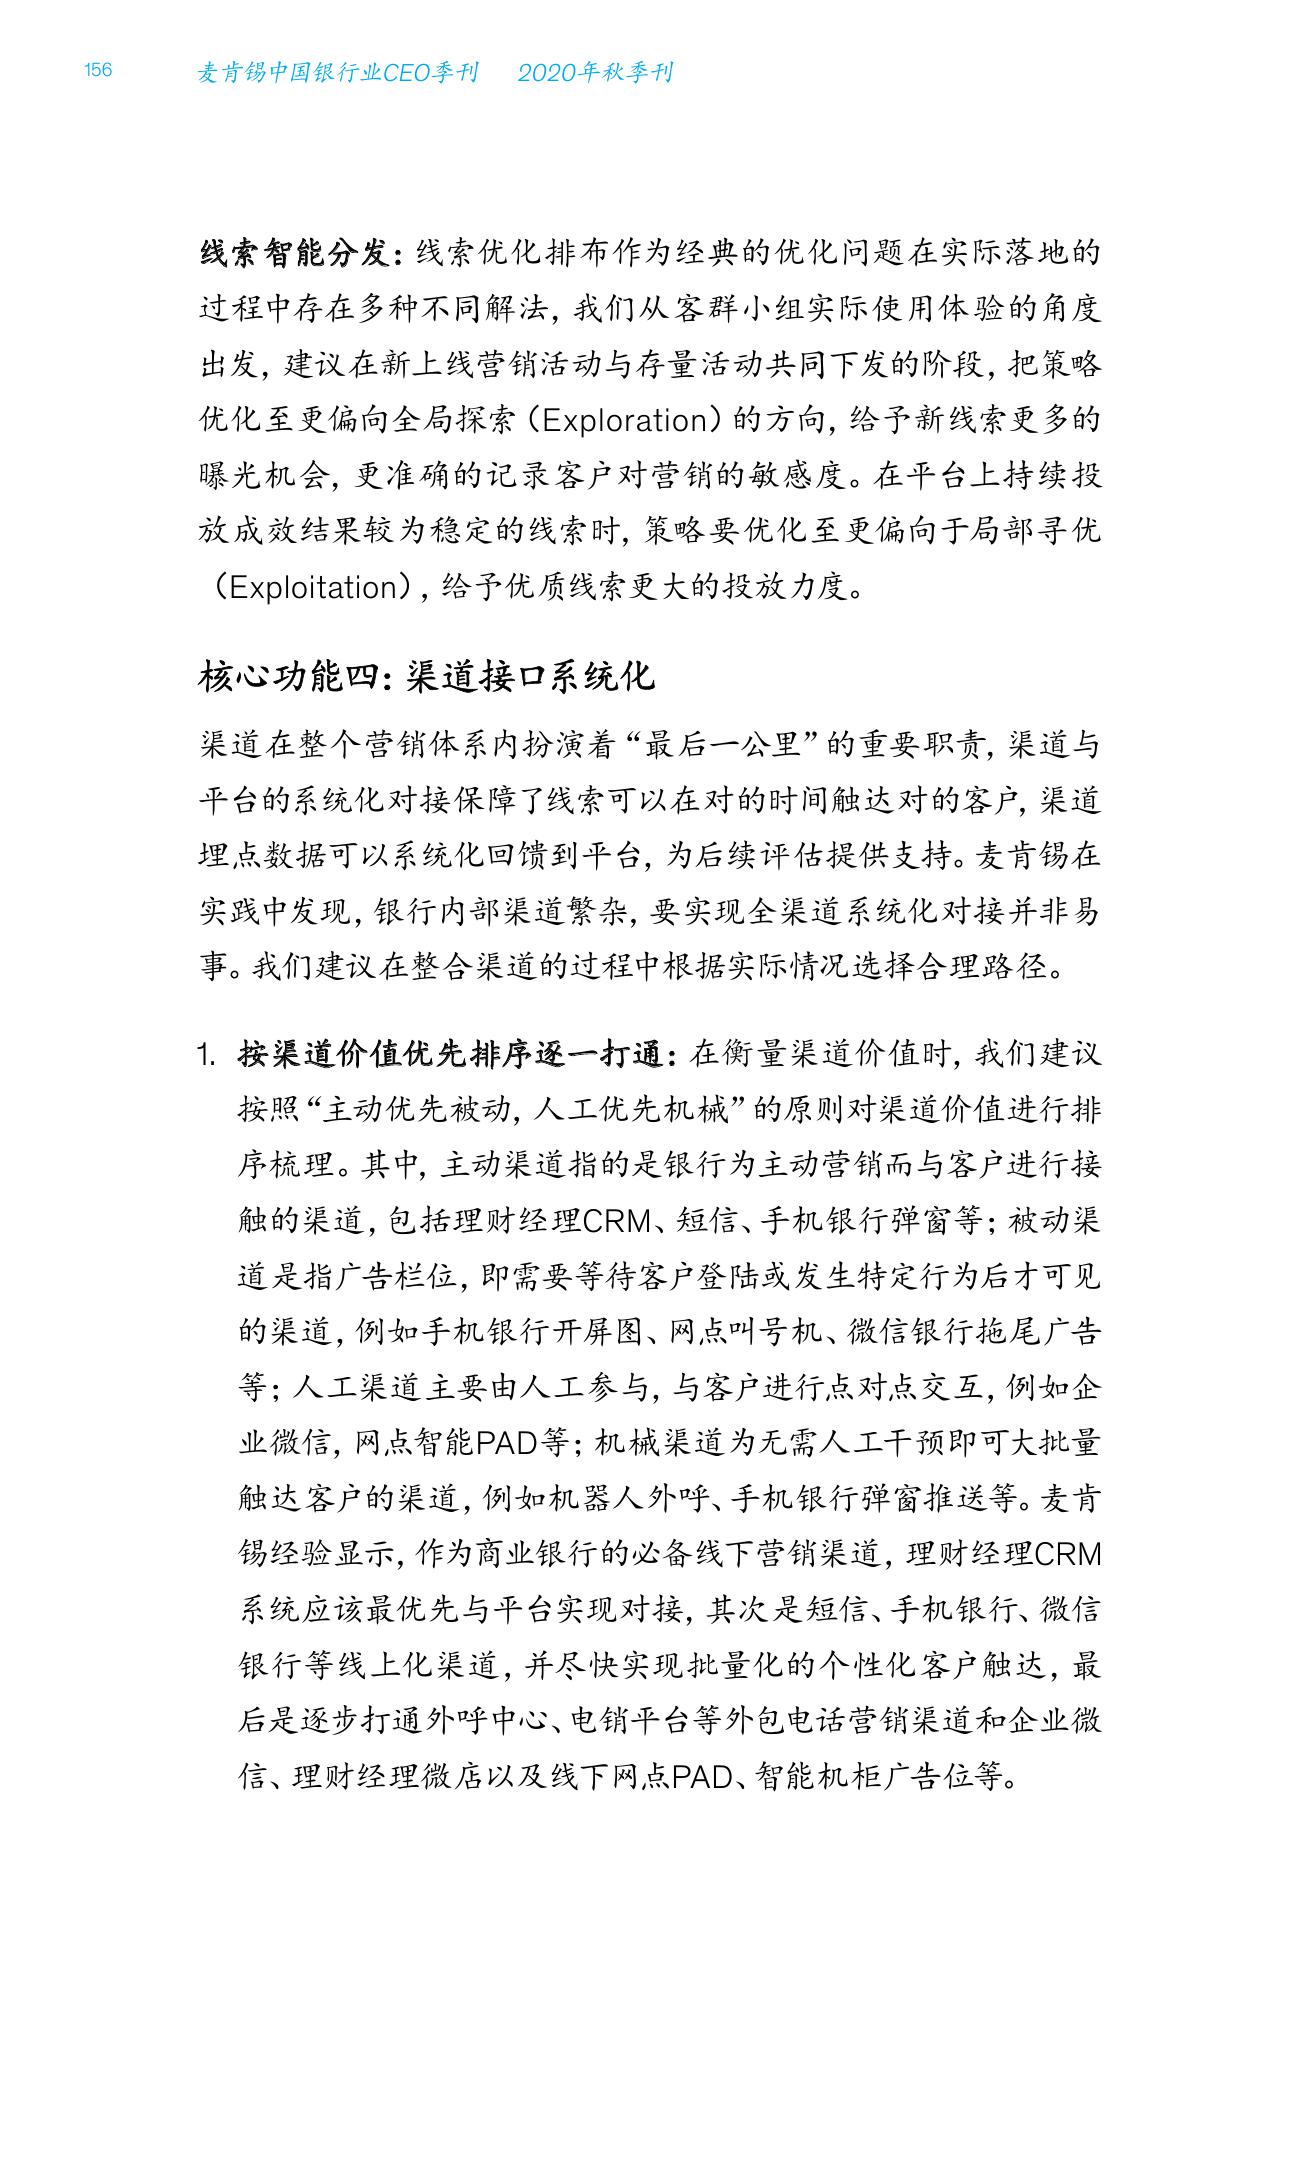 156
麦肯锡中国银行业CEO季刊 2020年秋季刊
线索智能分发：线索优化排布作为经典的优化问题在实际落地的
过程中存在多种不同解法，我们从客群小组实际使用体验的角度
出发，建议在新上线营销活动与存量活动共同下发的阶段，把策略
优化至更偏向全局探索（Exploration）的方向，给予新线索更多的
曝光机会，更准确的记录客户对营销的敏感度。在平台上持续投
放成效结果较为稳定的线索时，策略要优化至更偏向于局部寻优
（Exploitation），给予优质线索更大的投放力度。
核心功能四：渠道接口系统化
渠道在整个营销体系内扮演着“最后一公里”的重要职责，渠道与
平台的系统化对接保障了线索可以在对的时间触达对的客户，渠道
埋点数据可以系统化回馈到平台，为后续评估提供支持。麦肯锡在
实践中发现，银行内部渠道繁杂，要实现全渠道系统化对接并非易
事。我们建议在整合渠道的过程中根据实际情况选择合理路径。
1. 按渠道价值优先排序逐一打通：在衡量渠道价值时，我们建议
按照“主动优先被动，人工优先机械”的原则对渠道价值进行排
序梳理。其中，主动渠道指的是银行为主动营销而与客户进行接
触的渠道，包括理财经理CRM、短信、手机银行弹窗等；被动渠
道是指广告栏位，即需要等待客户登陆或发生特定行为后才可见
的渠道，例如手机银行开屏图、网点叫号机、微信银行拖尾广告
等；人工渠道主要由人工参与，与客户进行点对点交互，例如企
业微信，网点智能PAD等；机械渠道为无需人工干预即可大批量
触达客户的渠道，例如机器人外呼、手机银行弹窗推送等。麦肯
锡经验显示，作为商业银行的必备线下营销渠道，理财经理CRM
系统应该最优先与平台实现对接，其次是短信、手机银行、微信
银行等线上化渠道，并尽快实现批量化的个性化客户触达，最
后是逐步打通外呼中心、电销平台等外包电话营销渠道和企业微
信、理财经理微店以及线下网点PAD、智能机柜广告位等。